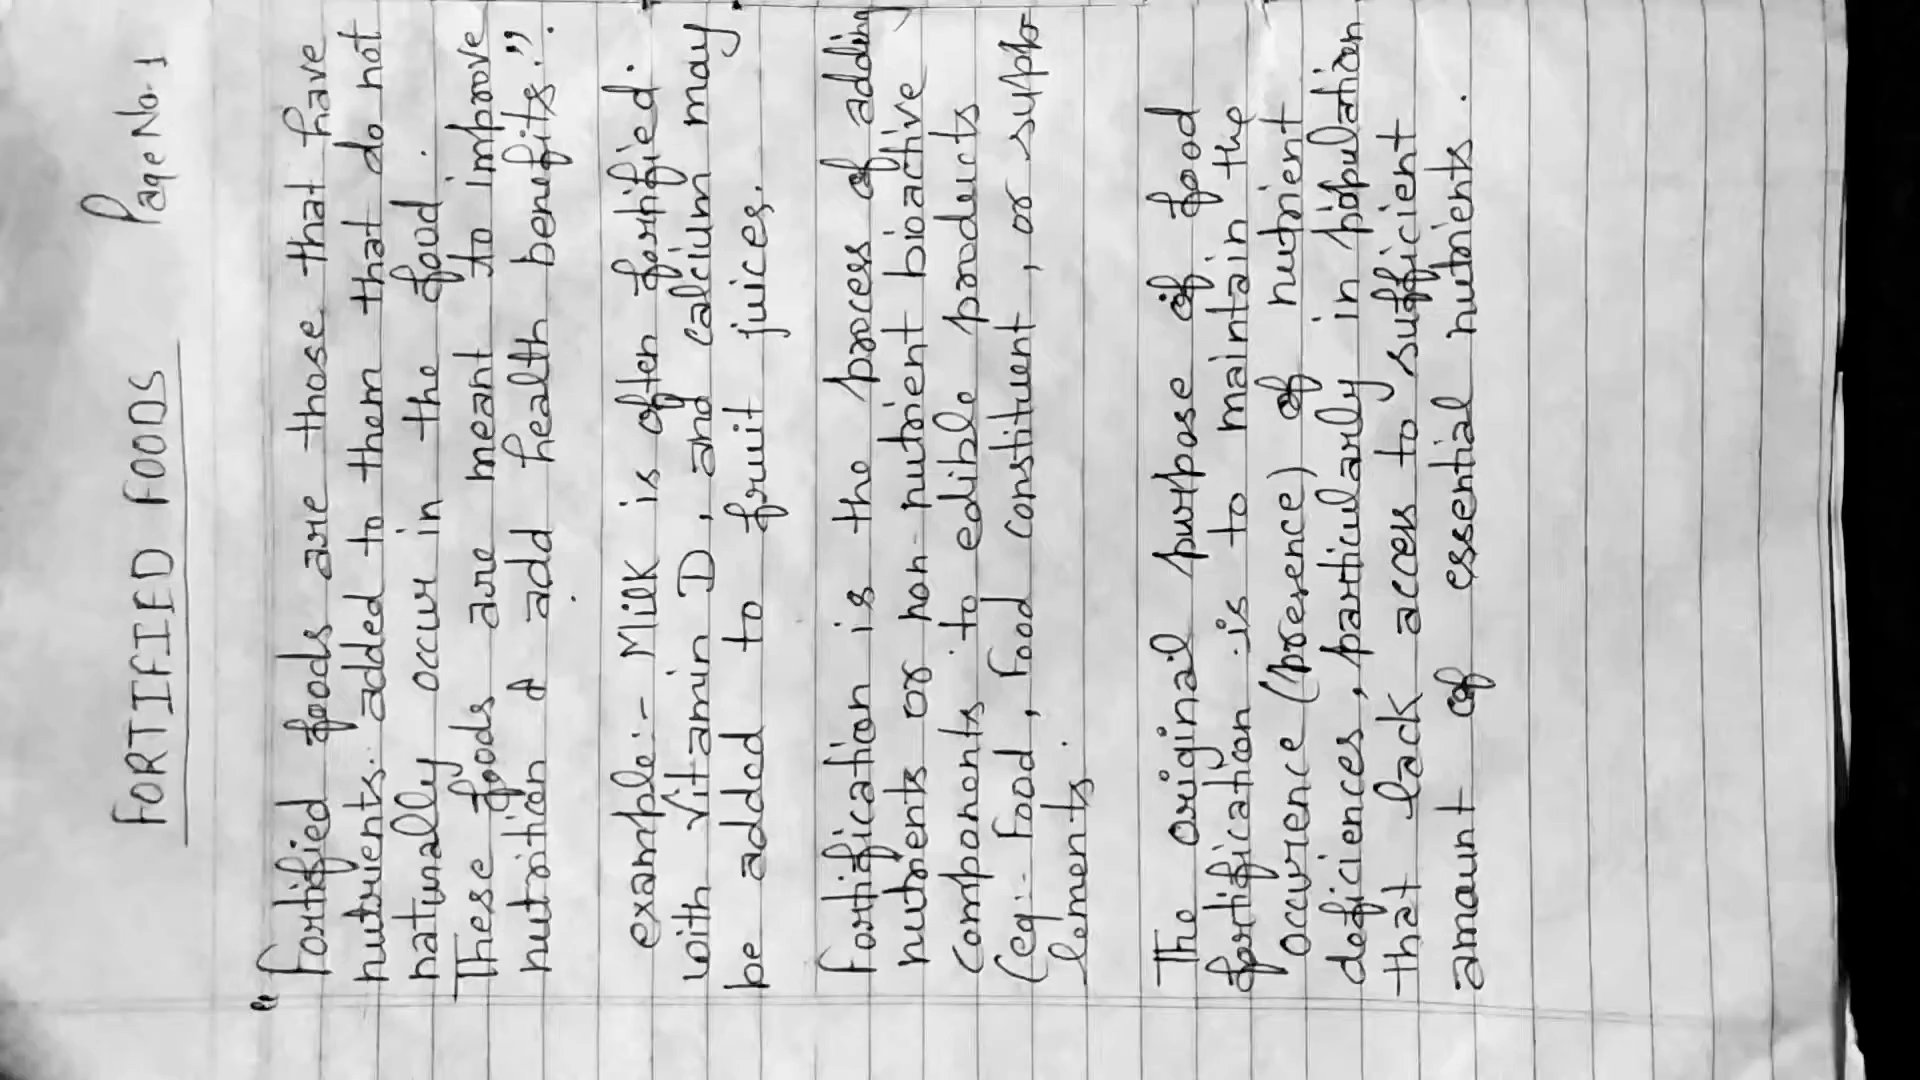 Page No. 1
FORTIFIED FOODS
"Fortified foods are those that have
nutrients added to them that do not
naturally occur in the food.
These foods are meant to improve
nutrition & add health benefits."
example:- Milk is often forified.
with vitamin D, and calcium may
be added to fruit juices.
Fortification is the process of adding
nutrients or non-nutrient bioactive
components to edible products
(eg:- Food, Food constituent, or supp
lements.
The original purpose of food
fortification is to maintain the
occurience (presence) of nutrient
deficiences, particularly in population
that lack access to sufficient
amount of essential nutrients.